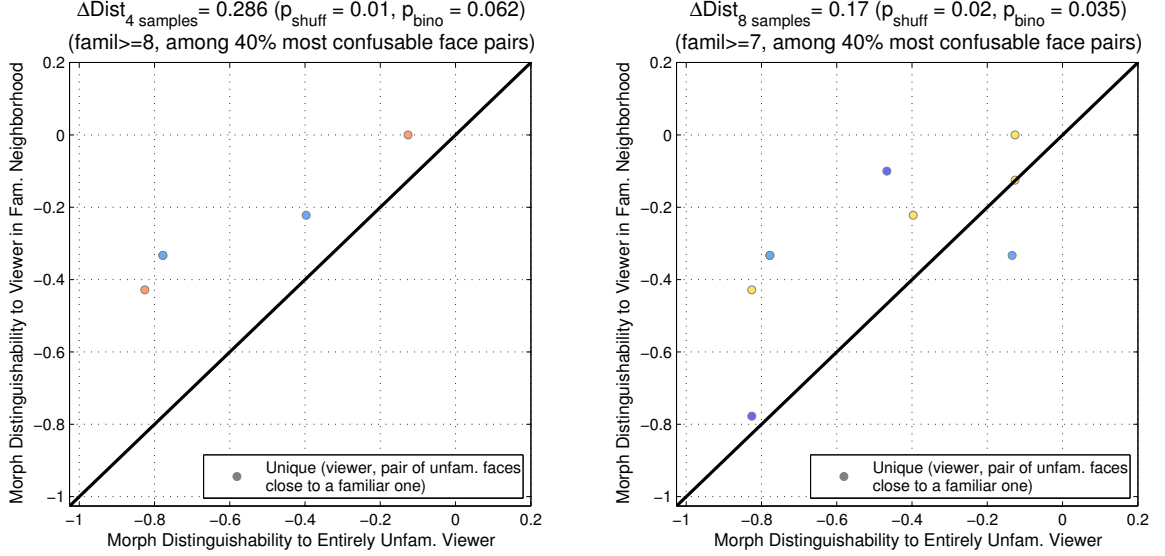 ΔDist4 samples = 0.286 (pshuff = 0.01, pbino = 0.062)
(famil>=8, among 40% most confusable face pairs)
0.2
0
−0.2
−0.4
−0.6
−0.8
−1
Morph Distinguishability to Viewer in Fam. Neighborhood
Unique (viewer, pair of unfam. faces
close to a familiar one)
−1 −0.8 −0.6 −0.4 −0.2 0 0.2
Morph Distinguishability to Entirely Unfam. Viewer
ΔDist8 samples = 0.17 (pshuff = 0.02, pbino = 0.035)
(famil>=7, among 40% most confusable face pairs)
0.2
0
−0.2
−0.4
−0.6
−0.8
−1
Morph Distinguishability to Viewer in Fam. Neighborhood
Unique (viewer, pair of unfam. faces
close to a familiar one)
−1 −0.8 −0.6 −0.4 −0.2 0 0.2
Morph Distinguishability to Entirely Unfam. Viewer